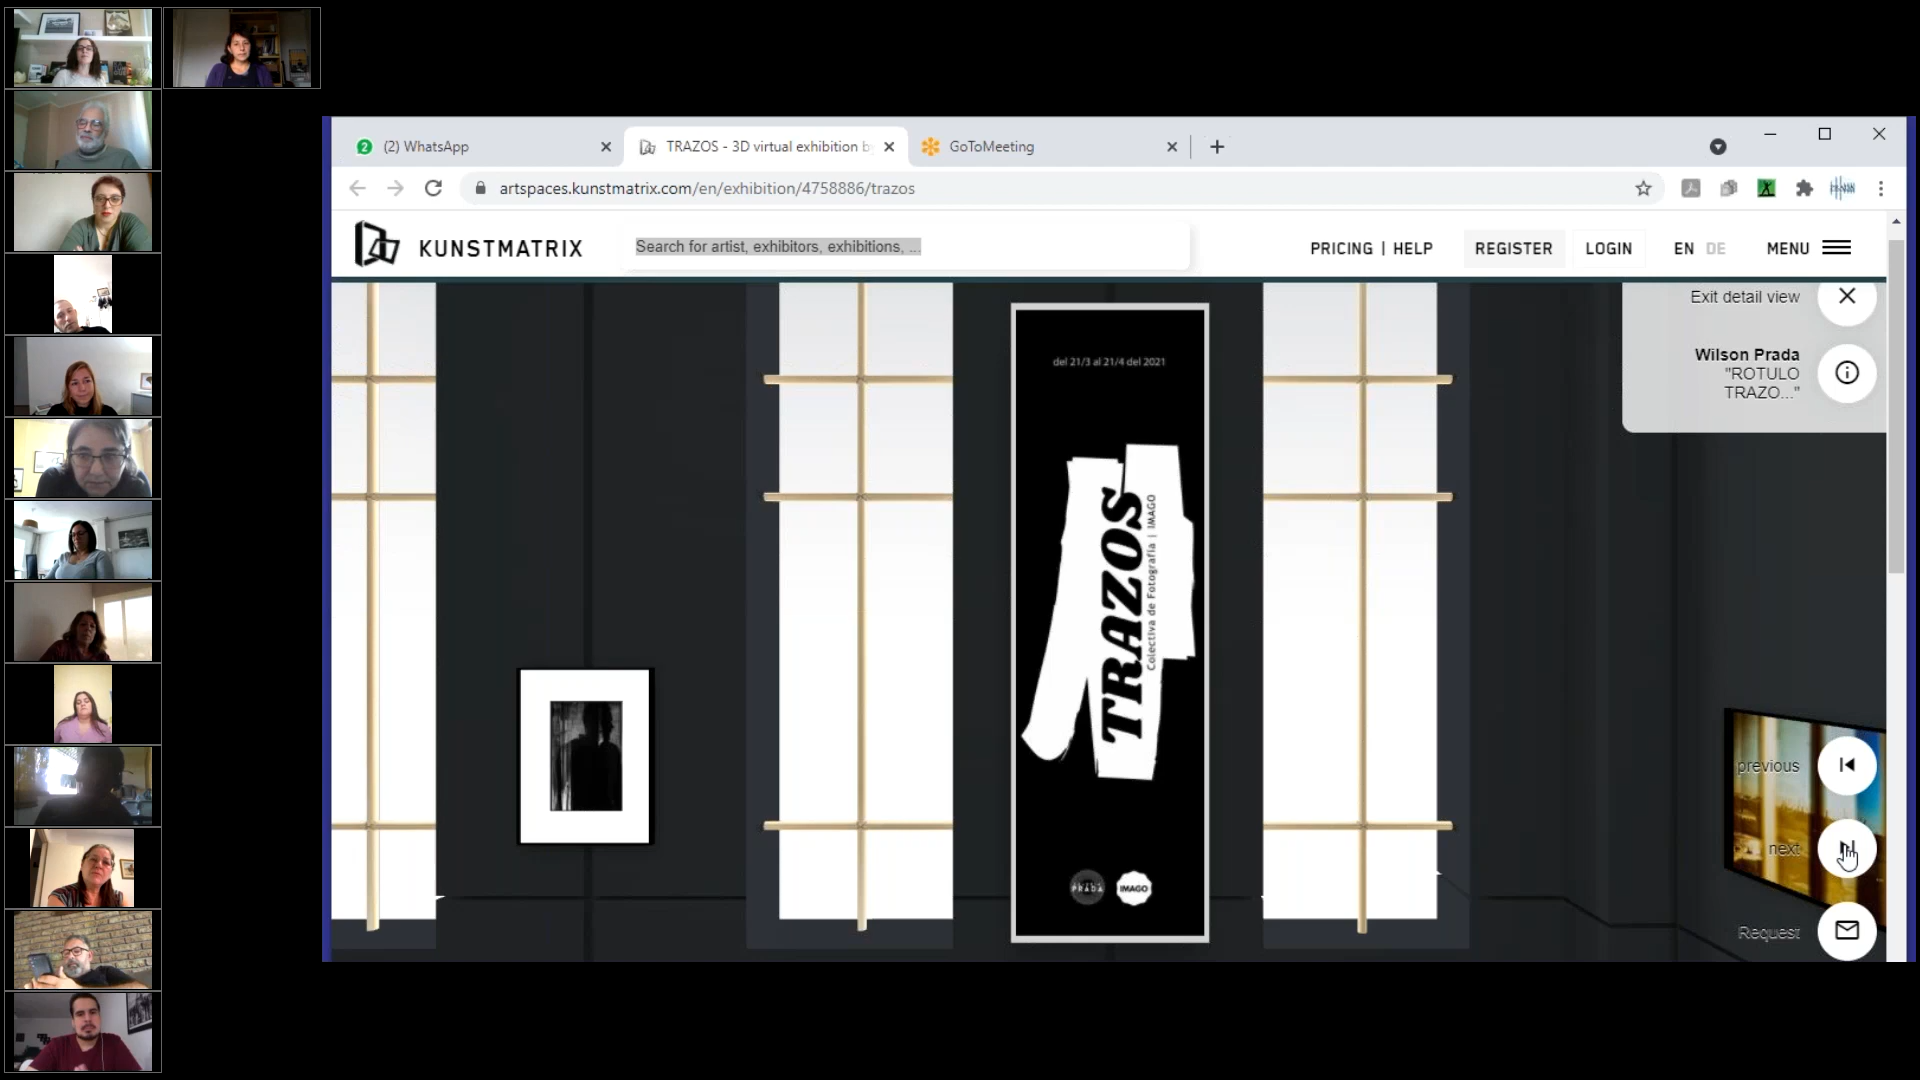 (2) WhatsApp
TRAZOS - 3D virtual exhibition b
GoToMeeting
artspaces.kunstmatrix.com/en/exhibition/4758886/trazos
KUNSTMATRIX
Search for artist, exhibitors, exhibitions, ...
PRICING | HELP
REGISTER
LOGIN
EN DE
MENU
Exit detail view
Wilson Prada
"ROTULO
TRAZO..."
del 21/3 al 21/4 del 2021
TRAZOS
Colectiva de Fotografía | IMAGO
PRADA
IMAGO
previous
next
Request